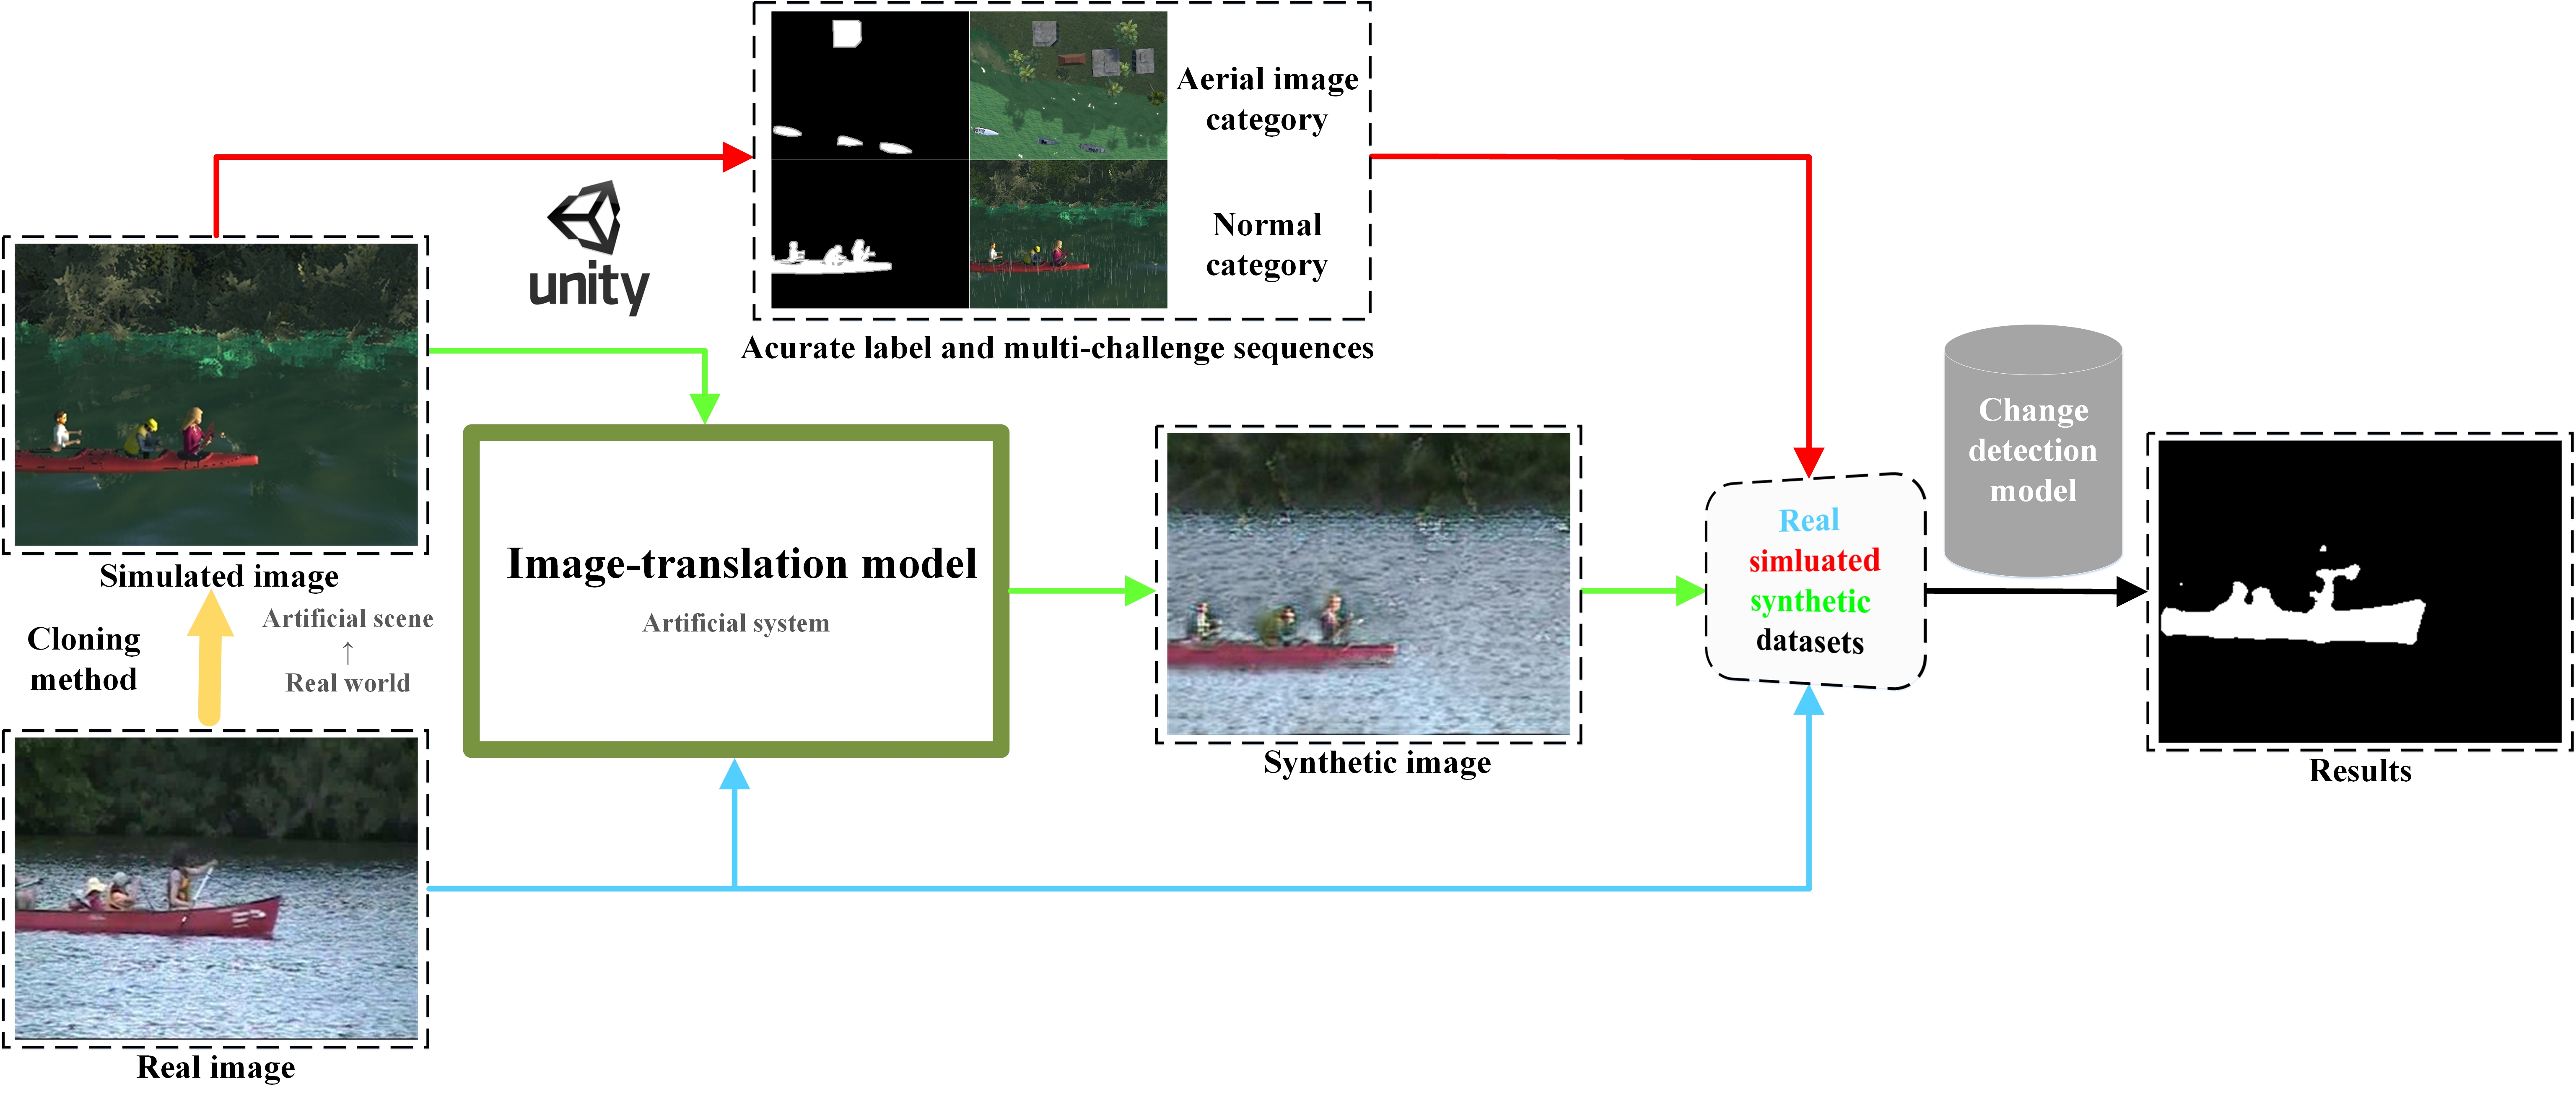 Aerial image
category
Normal
category
unity
Acurate label and multi-challenge sequences
Simulated image
Cloning
method
Artificial scene
↑
Real world
Real image
Image-translation model
Artificial system
Synthetic image
Real
simluated
synthetic
datasets
Change
detection
model
Results